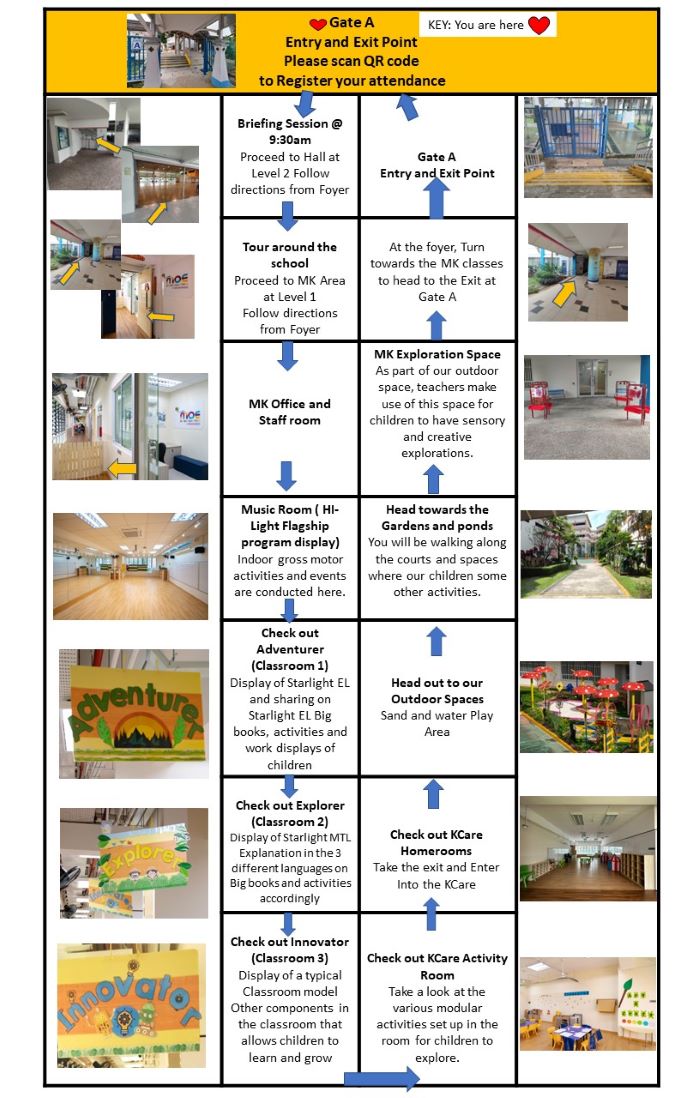 Gate A
KEY: You are here
Entry and Exit Point
Please scan QR code
to Register your attendance
A
Briefing Session @
9:30am
Proceed to Hall at
Level 2 Follow
directions from Foyer
Tour around the
school
Proceed to MK Area
at Level 1
Follow directions
from Foyer
moe
MK Office and
Staff room
moe
Music Room ( HI-
Light Flagship
program display)
Indoor gross motor
activities and events
are conducted here.
Check out
Adventurer
(Classroom 1)
Display of Starlight EL
and sharing on
Starlight EL Big
books, activities and
work displays of
children
Adventurer
Check out Explorer
(Classroom 2)
Display of Starlight MTL
Explanation in the 3
different languages on
Big books and activities
accordingly
Explorer
Check out Innovator
(Classroom 3)
Display of a typical
Classroom model
Other components in
the classroom that
allows children to
learn and grow
Innovator
Check out KCare Activity
Room
Take a look at the
various modular
activities set up in the
room for children to
explore.
Check out KCare
Homerooms
Take the exit and Enter
Into the KCare
Head out to our
Outdoor Spaces
Sand and water Play
Area
Head towards the
Gardens and ponds
You will be walking along
the courts and spaces
where our children some
other activities.
MK Exploration Space
As part of our outdoor
space, teachers make
use of this space for
children to have sensory
and creative
explorations.
At the foyer, Turn
towards the MK classes
to head to the Exit at
Gate A
Gate A
Entry and Exit Point